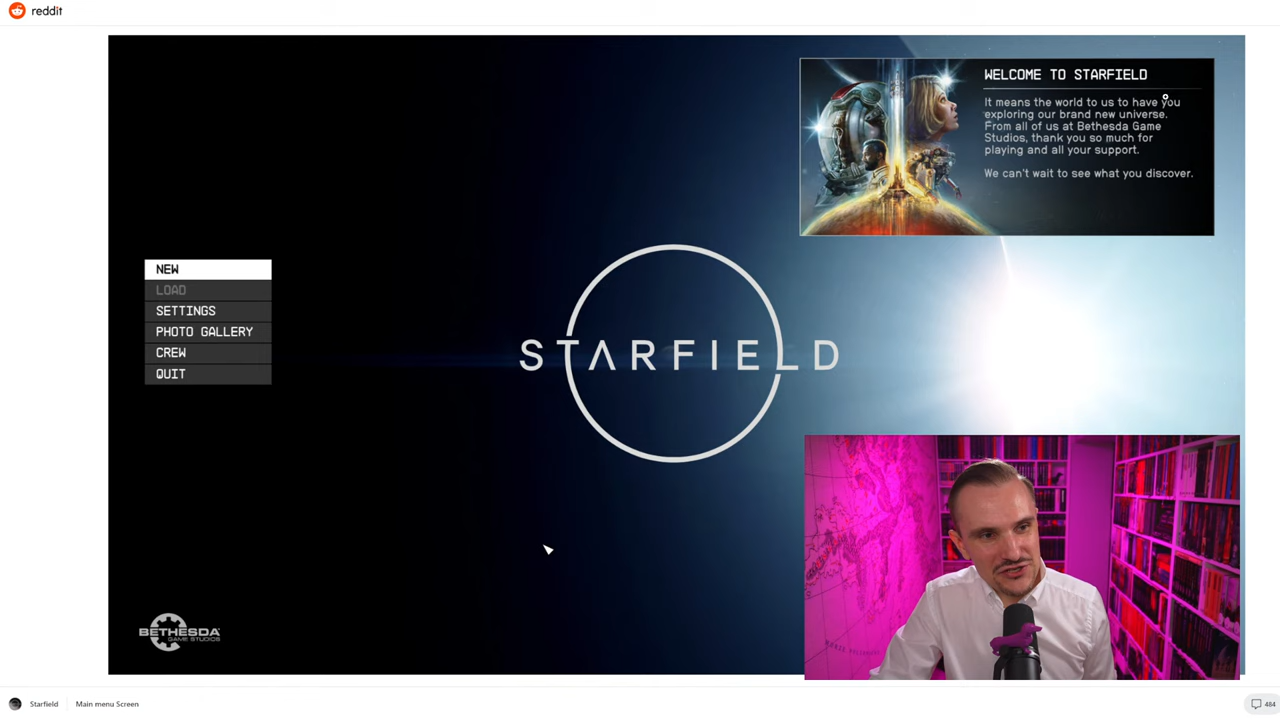 reddit
WELCOME TO STARFIELD
It means the world to us to have you
exploring our brand new universe.
From all of us at Bethesda Game
Studios, thank you so much for
playing and all your support.
We can't wait to see what you discover.
NEW
LOAD
SETTINGS
PHOTO GALLERY
CREW
QUIT
STARFIELD
BETHESDA
GAME STUDIOS
Starfield
Main menu Screen
484